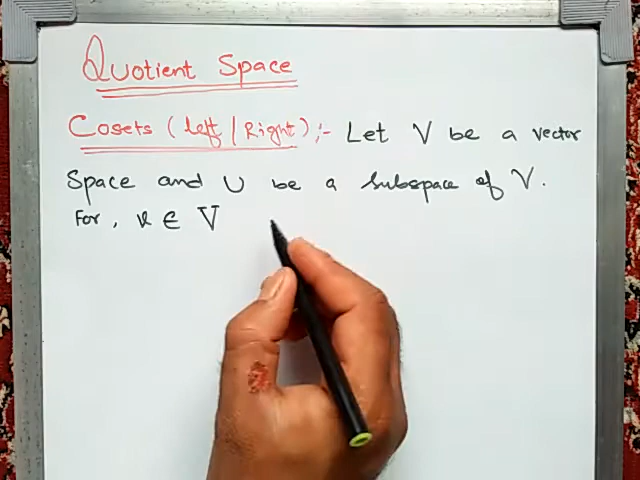 Quotient Space
Cosets (left / Right) :- Let V be a vector
Space and U be a subspace of V.
For, v ∈ V